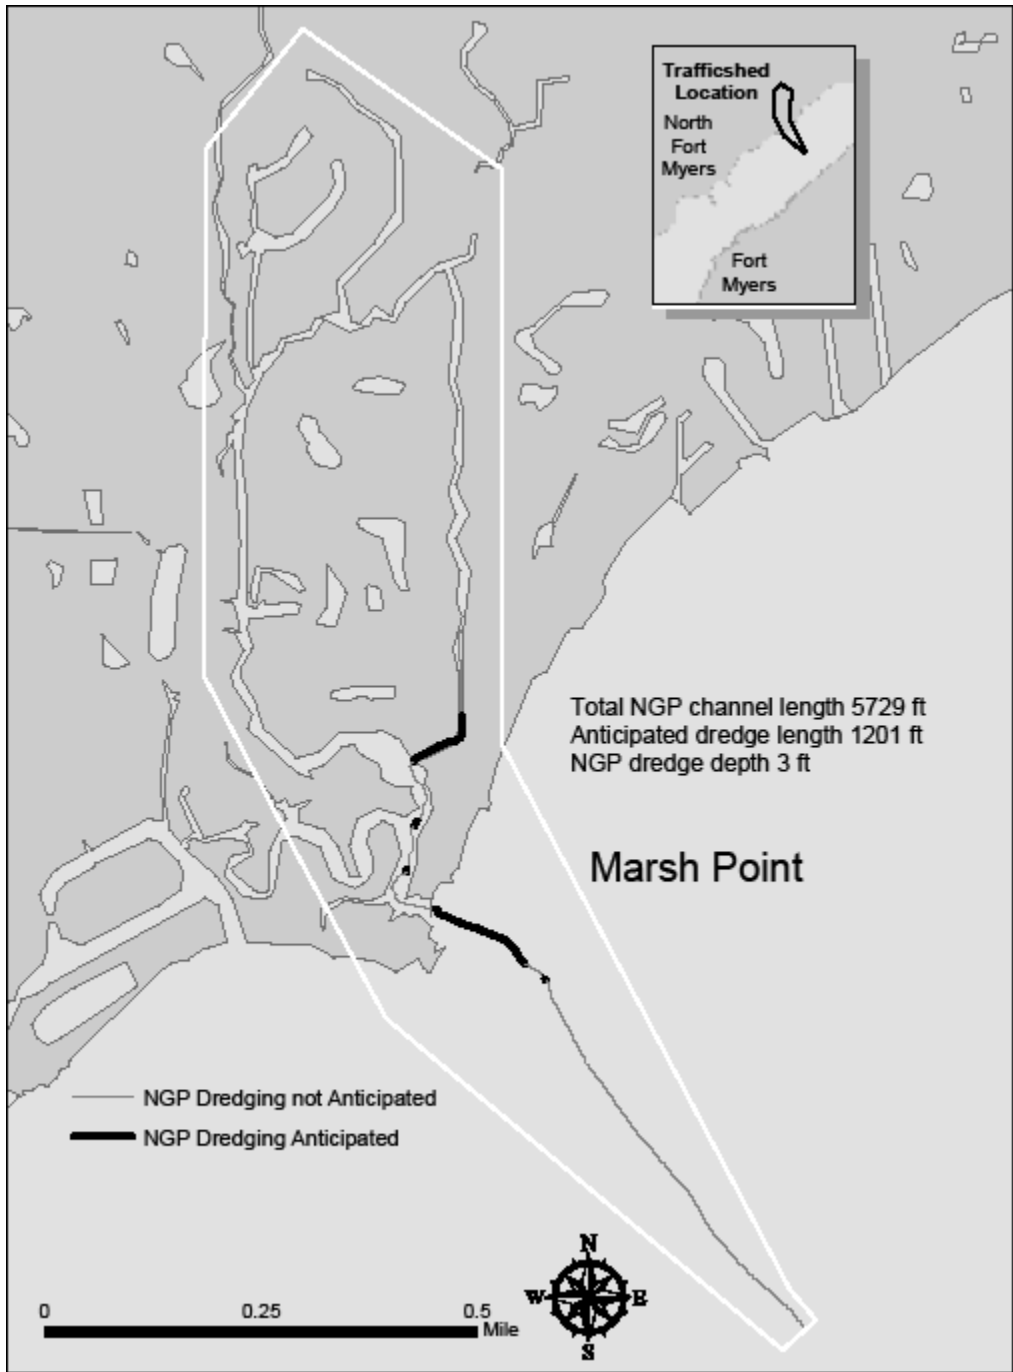 Trafficshed
Location
North
Fort
Myers
Fort
Myers
Total NGP channel length 5729 ft
Anticipated dredge length 1201 ft
NGP dredge depth 3 ft
Marsh Point
NGP Dredging not Anticipated
NGP Dredging Anticipated
N
W E
S
0 0.25 0.5
Mile